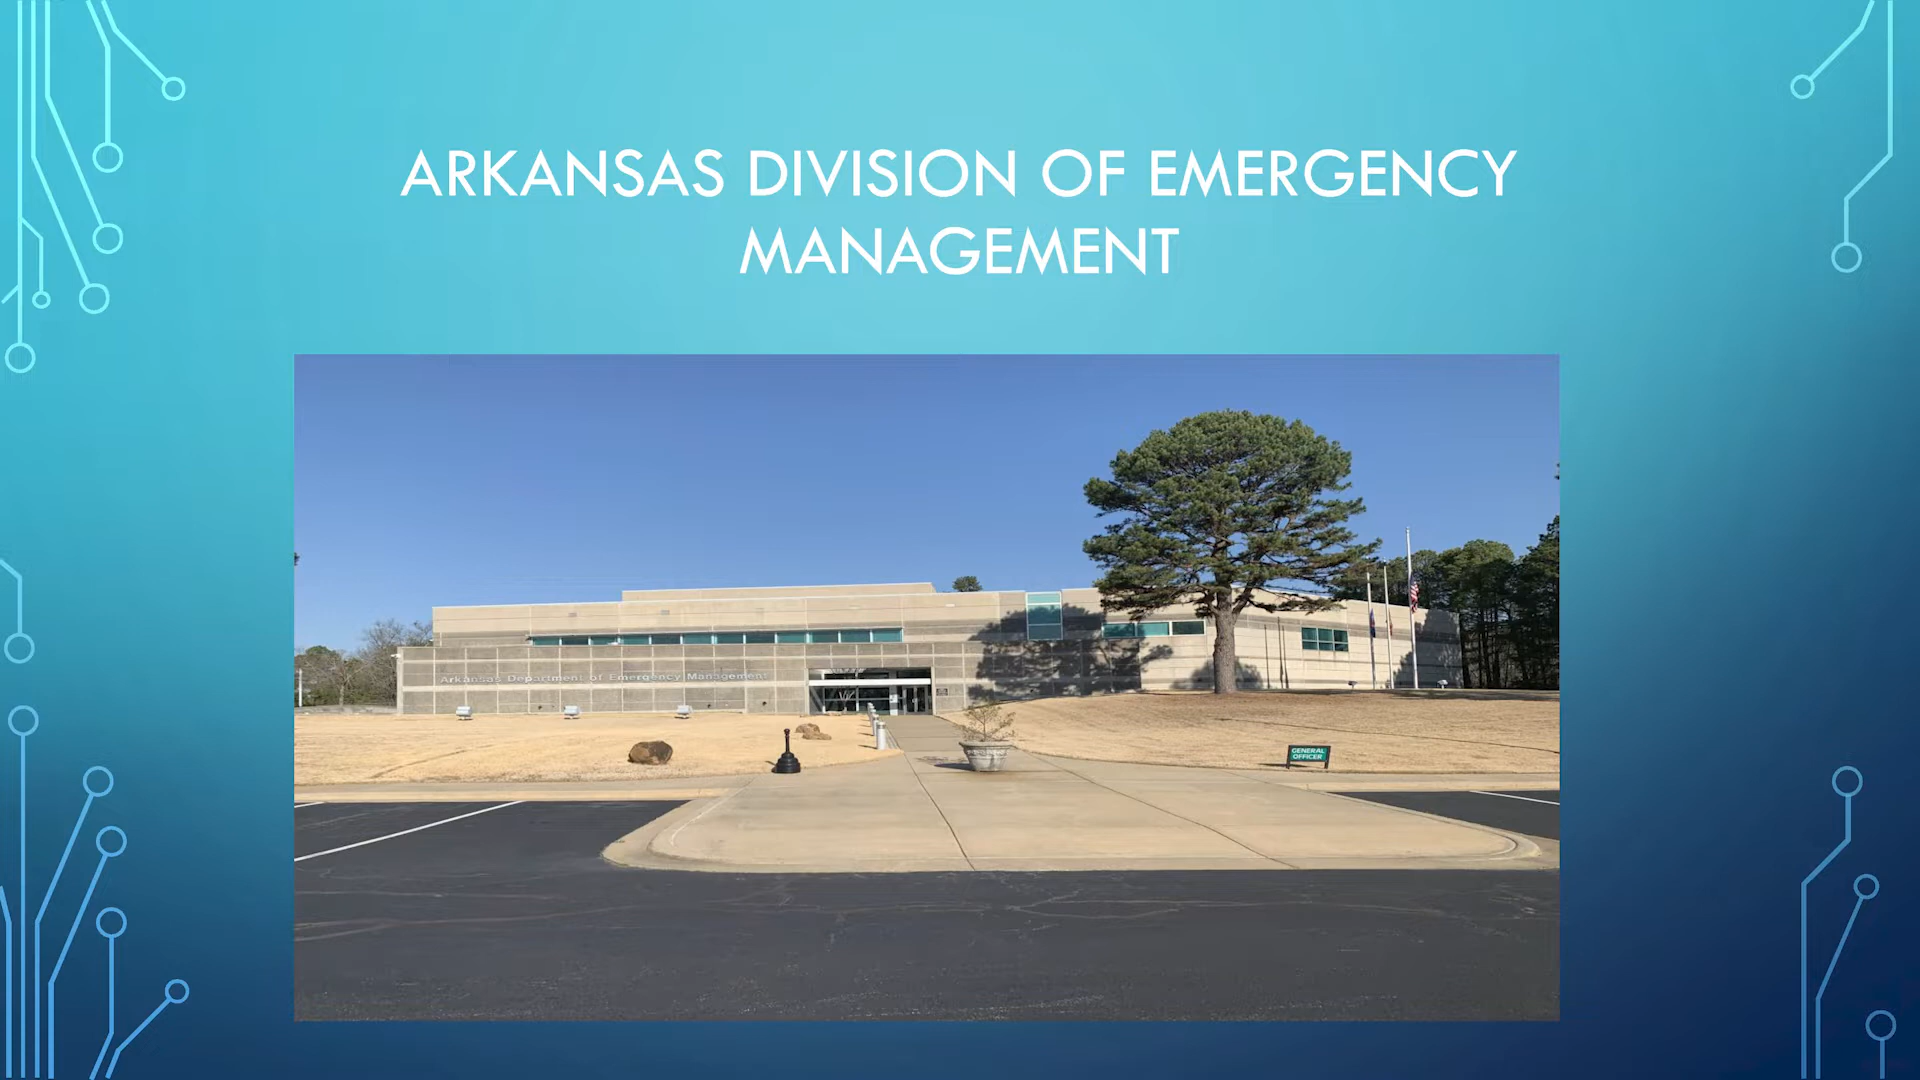 ARKANSAS DIVISION OF EMERGENCY
MANAGEMENT
Arkansas Department of Emergency Management
GENERAL
OFFICER